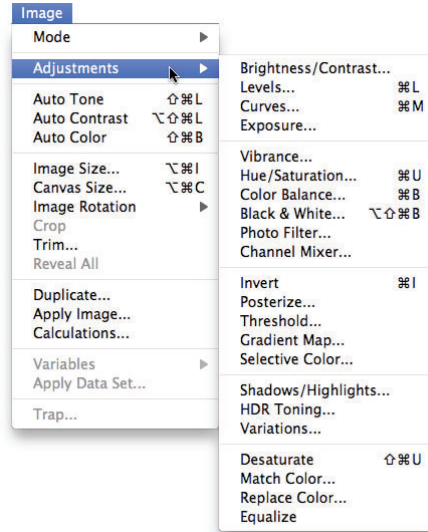 Image
Mode ▶
Adjustments ▶
Auto Tone ⇧⌘L
Auto Contrast ⌥⇧⌘L
Auto Color ⇧⌘B
Image Size... ⌥⌘I
Canvas Size... ⌥⌘C
Image Rotation ▶
Crop
Trim...
Reveal All
Duplicate...
Apply Image...
Calculations...
Variables ▶
Apply Data Set...
Trap...
Brightness/Contrast...
Levels... ⌘L
Curves... ⌘M
Exposure...
Vibrance...
Hue/Saturation... ⌘U
Color Balance... ⌘B
Black & White... ⌥⇧⌘B
Photo Filter...
Channel Mixer...
Invert ⌘I
Posterize...
Threshold...
Gradient Map...
Selective Color...
Shadows/Highlights...
HDR Toning...
Variations...
Desaturate ⇧⌘U
Match Color...
Replace Color...
Equalize